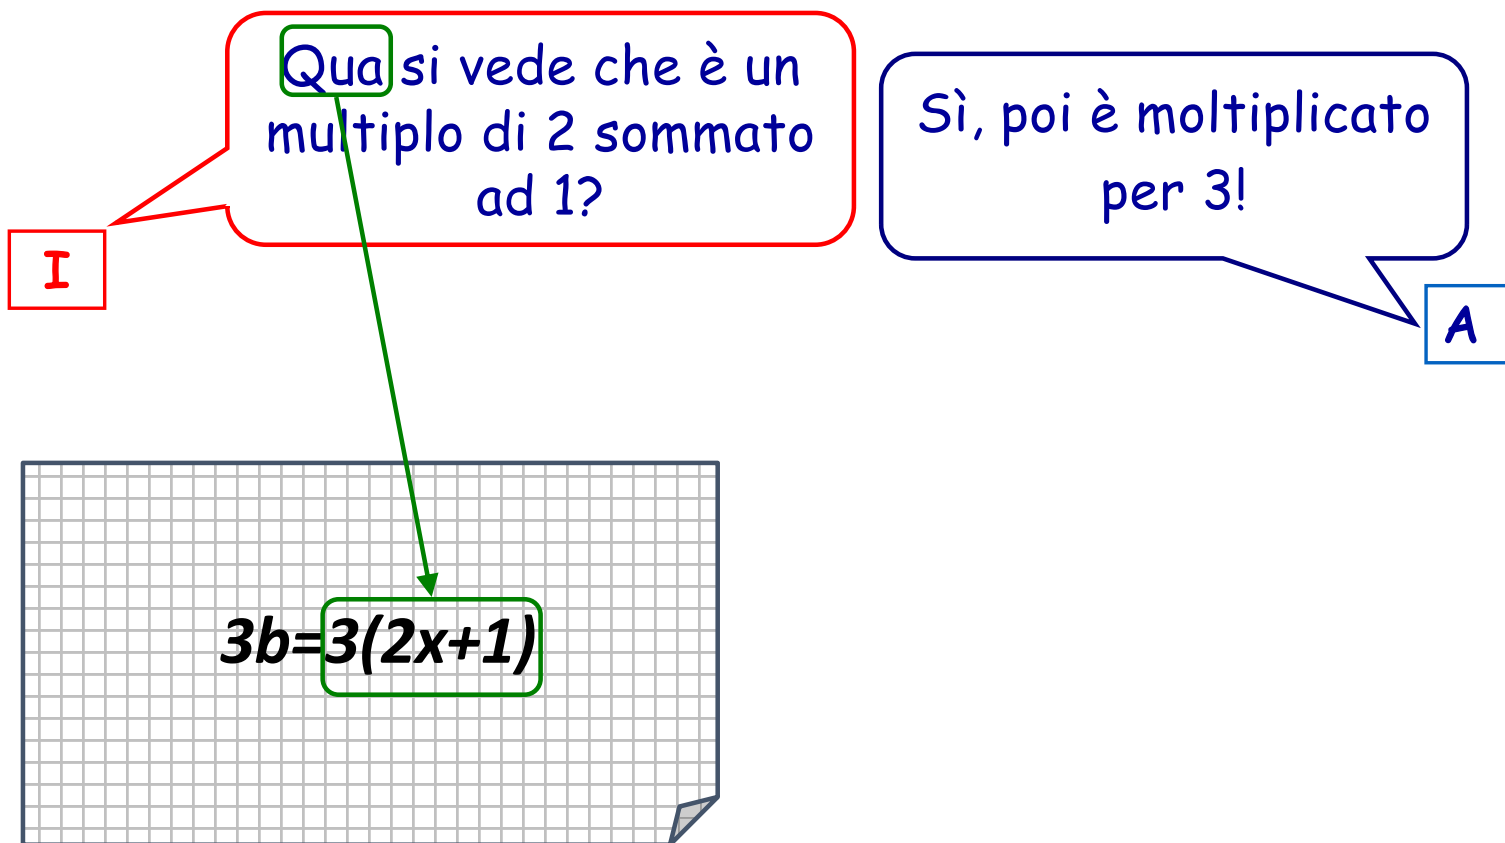 Qua si vede che è un
multiplo di 2 sommato
ad 1?
Sì, poi è moltiplicato
per 3!
I
A
3b=3(2x+1)